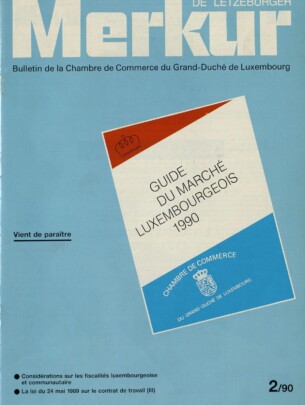 DE LËTZEBUERGER
Merkur
Bulletin de la Chambre de Commerce du Grand-Duché de Luxembourg
GUIDE
DU MARCHÉ
LUXEMBOURGEOIS
1990
Vient de paraître
CHAMBRE DE COMMERCE
DU GRAND-DUCHÉ DE LUXEMBOURG
● Considérations sur les fiscalités luxembourgeoise
et communautaire
● La loi du 24 mai 1989 sur le contrat de travail (III)
2/90